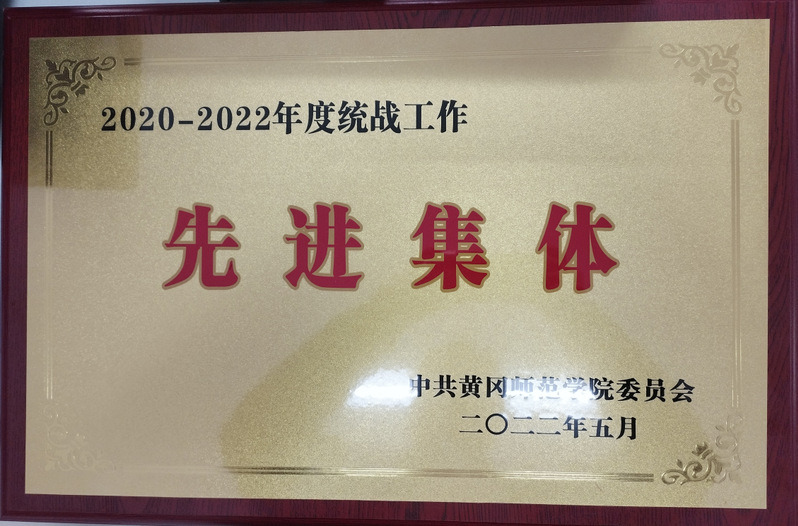 2020-2022年度统战工作
先进集体
中共黄冈师范学院委员会
二〇二二年五月